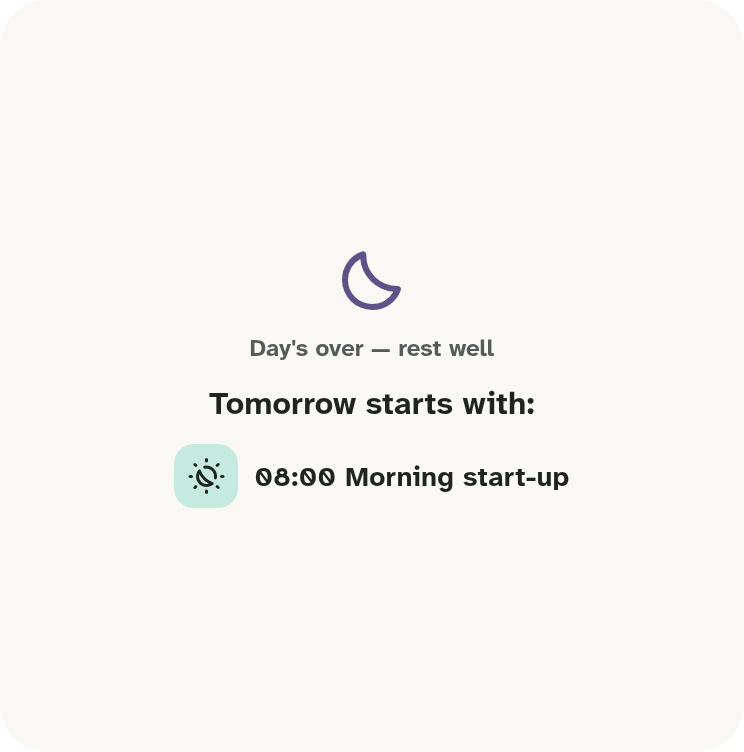 Day's over — rest well
Tomorrow starts with:
08:00 Morning start-up